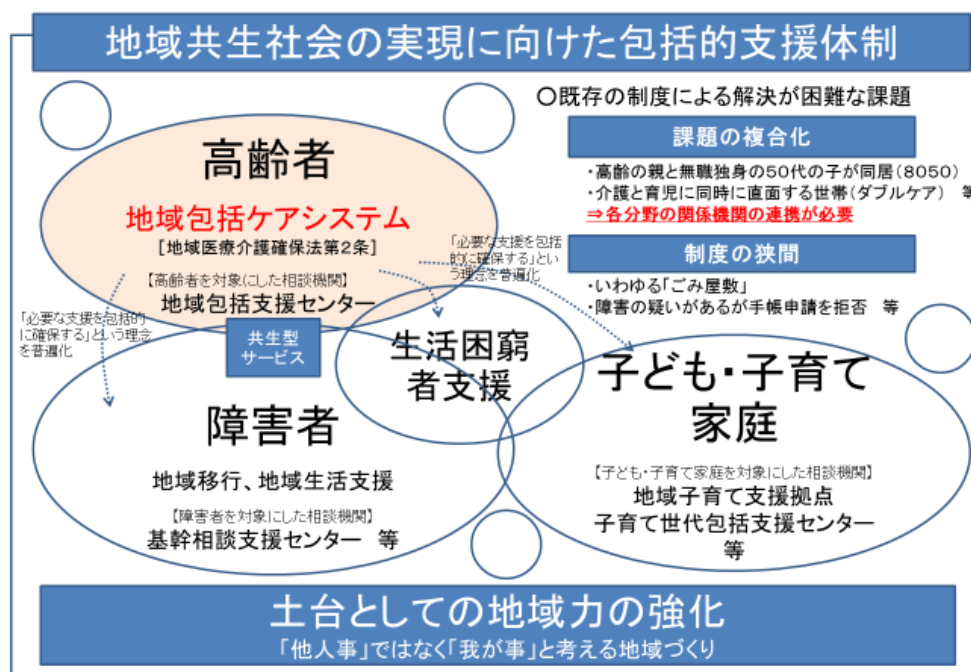 地域共生社会の実現に向けた包括的支援体制
〇既存の制度による解決が困難な課題
課題の複合化
・高齢の親と無職独身の50代の子が同居(8050)
・介護と育児に同時に直面する世帯(ダブルケア)　等
⇒各分野の関係機関の連携が必要
制度の狭間
・いわゆる「ごみ屋敷」
・障害の疑いがあるが手帳申請を拒否　等
高齢者
地域包括ケアシステム
[地域医療介護確保法第2条]
【高齢者を対象にした相談機関】
地域包括支援センター
「必要な支援を包括
的に確保する」とい
う理念を普遍化
「必要な支援を包括的
に確保する」という理念
を普遍化
共生型
サービス
生活困窮
者支援
障害者
地域移行、地域生活支援
【障害者を対象にした相談機関】
基幹相談支援センター　等
子ども・子育て
家庭
【子ども・子育て家庭を対象にした相談機関】
地域子育て支援拠点
子育て世代包括支援センター
等
土台としての地域力の強化
「他人事」ではなく「我が事」と考える地域づくり